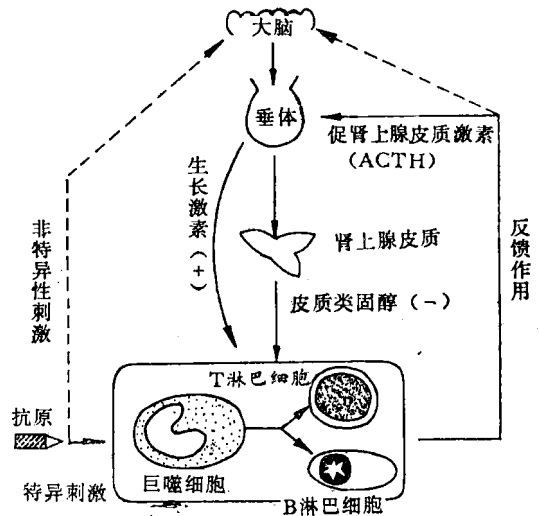 大脑
垂体
促肾上腺皮质激素
（ACTH）
生长激素（+）
非特异性刺激
肾上腺皮质
反馈作用
皮质类固醇（-）
T淋巴细胞
抗原
特异刺激
巨噬细胞
B淋巴细胞